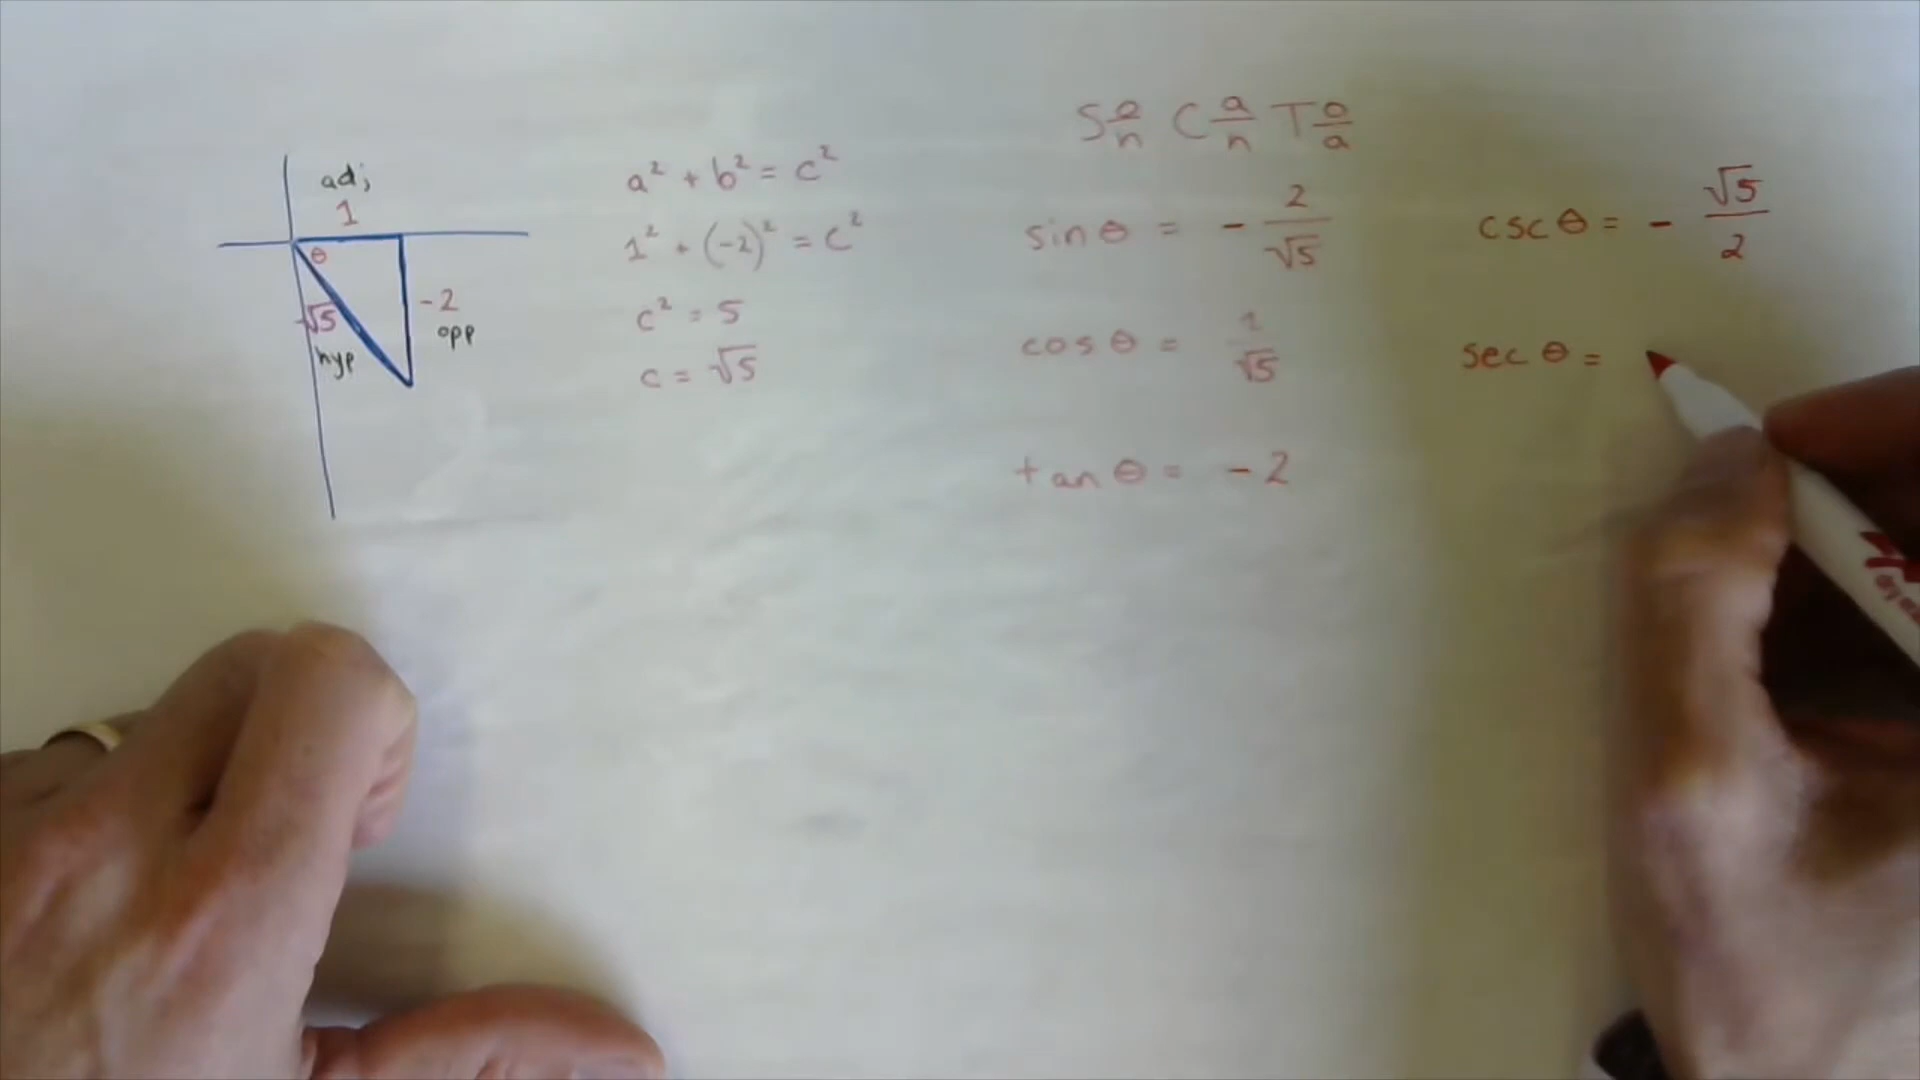 adj
1
θ
√5
hyp
-2
opp
a² + b² = c²
1² + (-2)² = c²
c² = 5
c = √5
S o/h C a/h T o/a
sin θ = - 2/√5
cos θ = 1/√5
tan θ = -2
csc θ = - √5/2
sec θ =